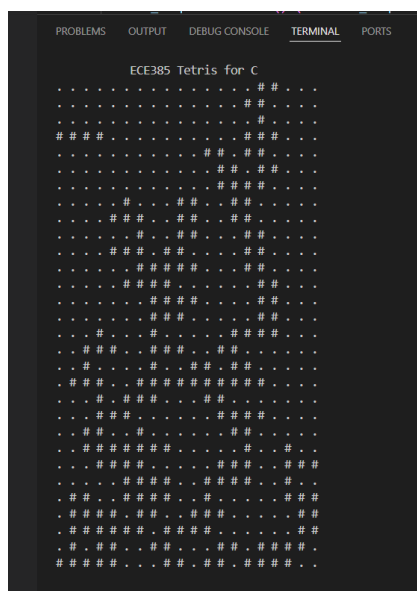 PROBLEMS OUTPUT DEBUG CONSOLE TERMINAL PORTS
ECE385 Tetris for C
. . . . . . . . . . . . . . . # # . . .
. . . . . . . . . . . . . . # # . . . .
. . . . . . . . . . . . . . . # . . . .
# # # # . . . . . . . . . . # # # . . .
. . . . . . . . . . . # # . # # . . . .
. . . . . . . . . . . . # # . # # . . .
. . . . . . . . . . . . # # # # . . . .
. . . . . # . . . # # . . # # . . . . .
. . . . # # # . . # # . . # # . . . . .
. . . . . . # . . # # . . . # # . . . .
. . . . # # # . # # . . . . # # . . . .
. . . . . . # # # # # . . . # # . . . .
. . . . . # # # # . . . . . . # # . . .
. . . . . . . # # # # . . . . # # . . .
. . . . . . . # # # . . . . . # # . . .
. . . # . . . # . . . . . # # # # . . .
. . # # # . . # # # . . # # . . . . . .
. . # . . . . # . . # # . # # . . . . .
. # # # . . # # # # # # # # # # . . . .
. . . # . # # # . . . # # . . . . . . .
. . . # # # . . . . . . # # # # . . . .
. . # # . . # . . . . . . # # . . . . .
. . # # # # # # # . . . . . # . . # . .
. . . # # # # . . . . . # # # . . # # #
. . . . . # # # # . . # # # # . . # . .
. # # . . # # . . . . # . . . . . # # #
. # # # # . # # . . # # # # . . . . # #
. # # # # # # . # # # # . . . . . . # #
. # . # # . . # # . . . # # . # # # # .
# # # # # . . . # # . # # . # # # # . .